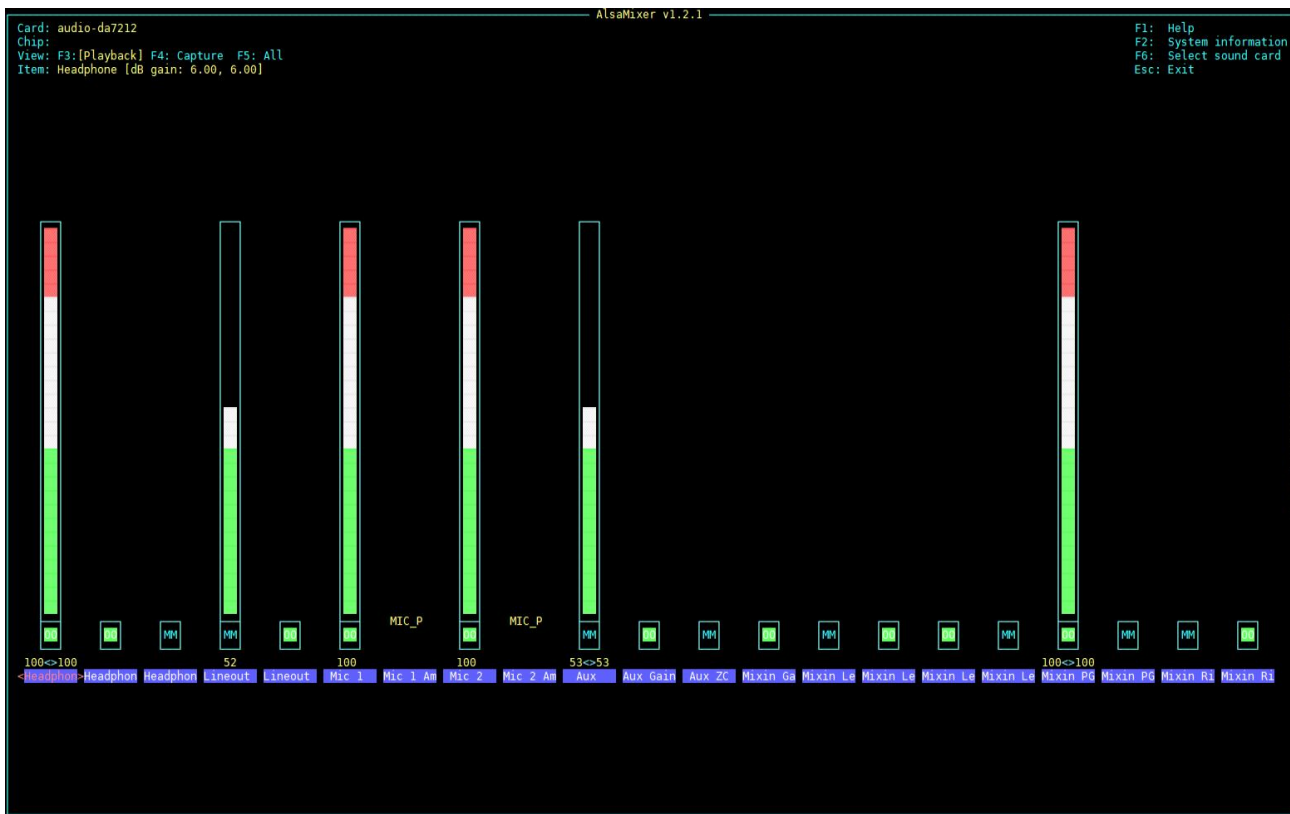 AlsaMixer v1.2.1
Card: audio-da7212
F1: Help
Chip:
F2: System information
View: F3:[Playback] F4: Capture F5: All
F6: Select sound card
Item: Headphone [dB gain: 6.00, 6.00]
Esc: Exit
MIC_P MIC_P
OO OO MM MM OO OO OO MM OO MM OO MM OO OO MM OO MM MM OO
100<>100 52 100 100 53<>53 100<>100
<Headphon>Headphon Headphon Lineout Lineout Mic 1 Mic 1 Am Mic 2 Mic 2 Am Aux Aux Gain Aux ZC Mixin Ga Mixin Le Mixin Le Mixin Le Mixin Le Mixin PG Mixin PG Mixin Ri Mixin Ri